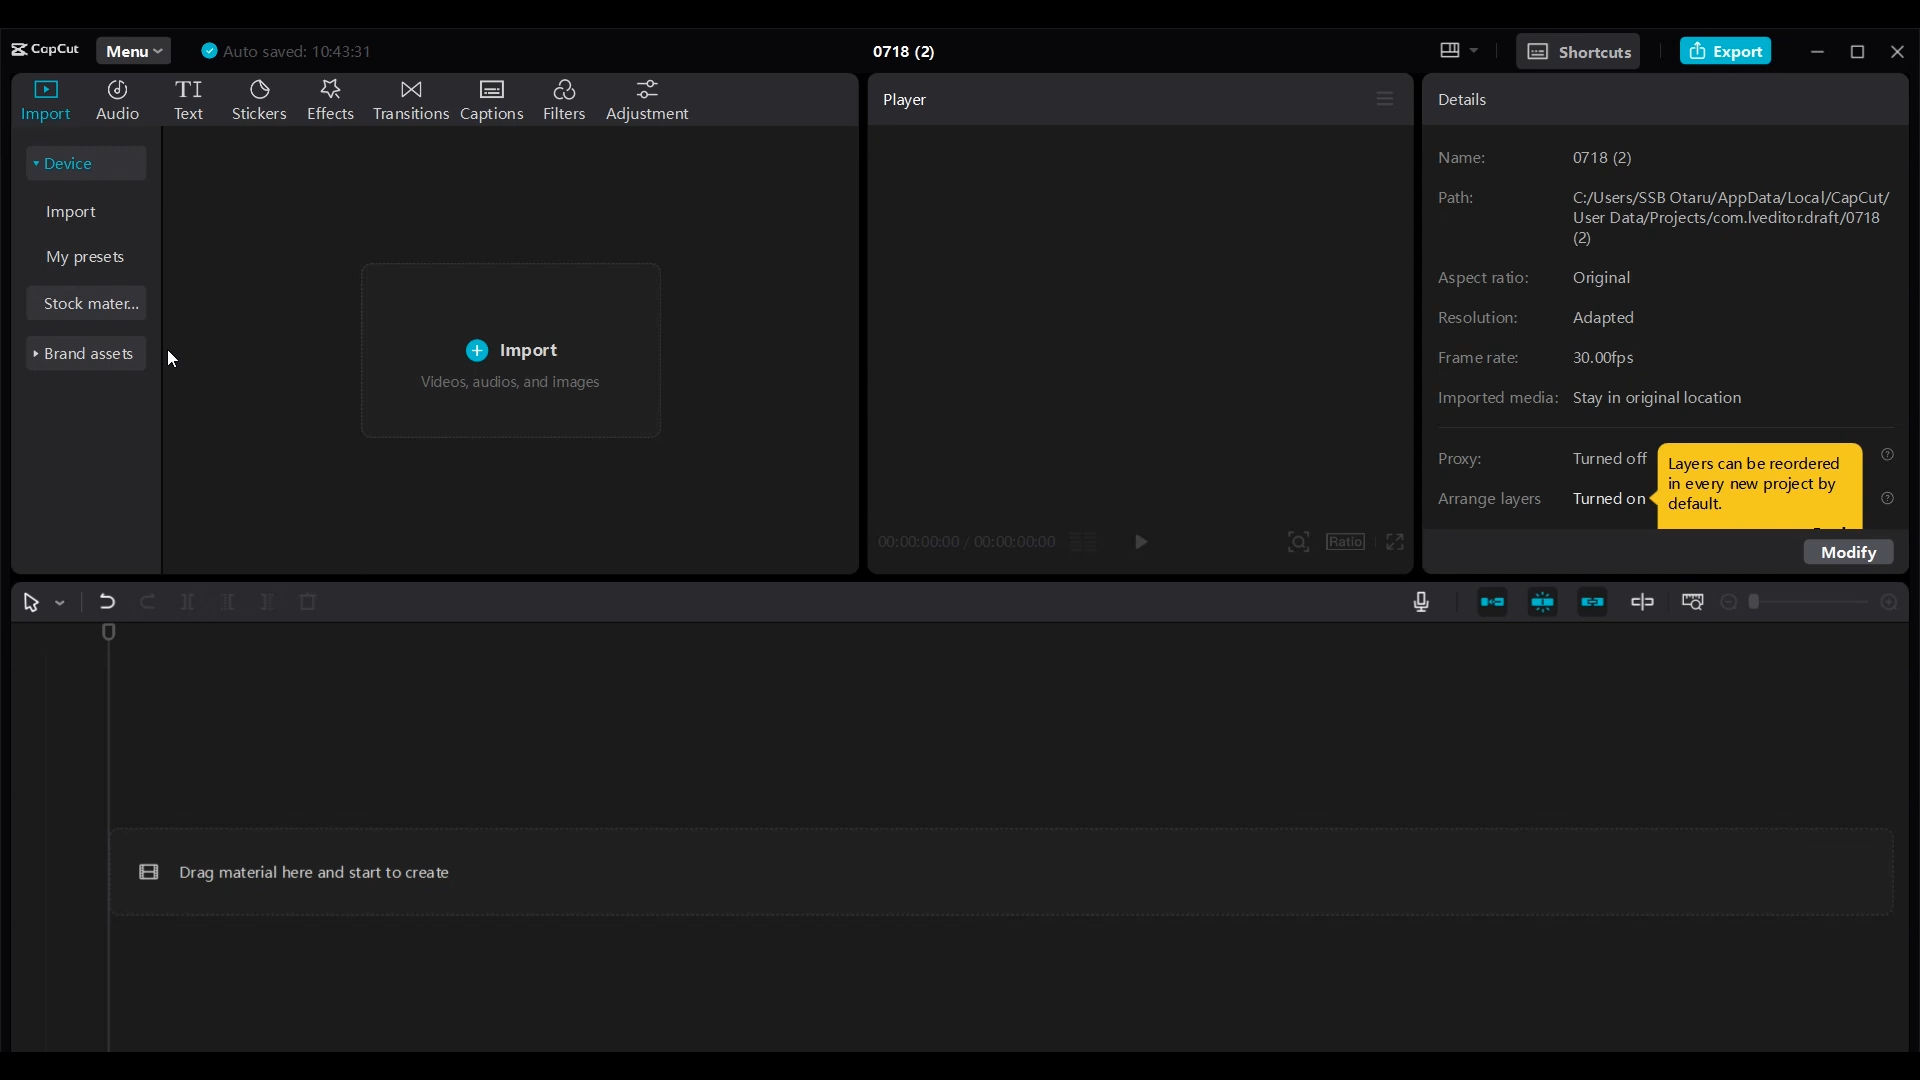 CapCut
Menu
Auto saved: 10:43:31
0718 (2)
Shortcuts
Export
Import
Audio
TI
Text
Stickers
Effects
Transitions
Captions
Filters
Adjustment
Device
Import
My presets
Stock mater...
Brand assets
Import
Videos, audios, and images
Player
00:00:00:00 / 00:00:00:00
Ratio
Details
Name: 0718 (2)
Path: C:/Users/SSB Otaru/AppData/Local/CapCut/
User Data/Projects/com.lveditor.draft/0718
(2)
Aspect ratio: Original
Resolution: Adapted
Frame rate: 30.00fps
Imported media: Stay in original location
Proxy: Turned off
Arrange layers Turned on
Layers can be reordered
in every new project by
default.
Modify
Drag material here and start to create